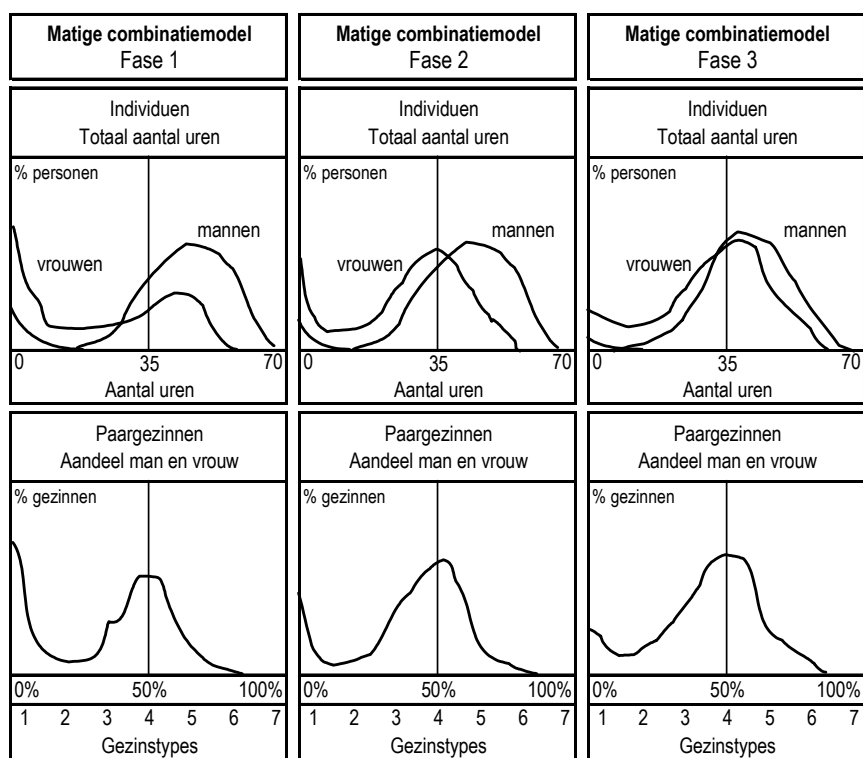 Matige combinatiemodel
Fase 1
Individuen
Totaal aantal uren
% personen
mannen
vrouwen
0 35 70
Aantal uren
Paargezinnen
Aandeel man en vrouw
% gezinnen
0% 50% 100%
1 2 3 4 5 6 7
Gezinstypes
Matige combinatiemodel
Fase 2
Individuen
Totaal aantal uren
% personen
vrouwen
mannen
0 35 70
Aantal uren
Paargezinnen
Aandeel man en vrouw
% gezinnen
0% 50% 100%
1 2 3 4 5 6 7
Gezinstypes
Matige combinatiemodel
Fase 3
Individuen
Totaal aantal uren
% personen
vrouwen
mannen
0 35 70
Aantal uren
Paargezinnen
Aandeel man en vrouw
% gezinnen
0% 50% 100%
1 2 3 4 5 6 7
Gezinstypes